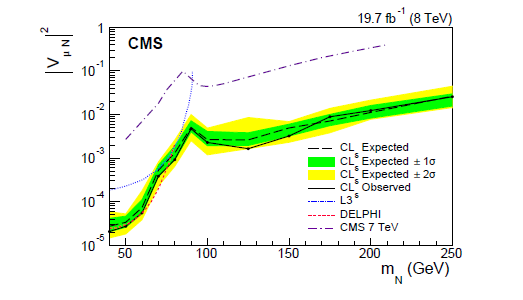 19.7 fb⁻¹ (8 TeV)
CMS
|V_μN|²
1
10⁻¹
10⁻²
10⁻³
10⁻⁴
10⁻⁵
CLₛ Expected
CLₛ Expected ± 1σ
CLₛ Expected ± 2σ
CLₛ Observed
L3
DELPHI
CMS 7 TeV
50 100 150 200 250
m_N (GeV)